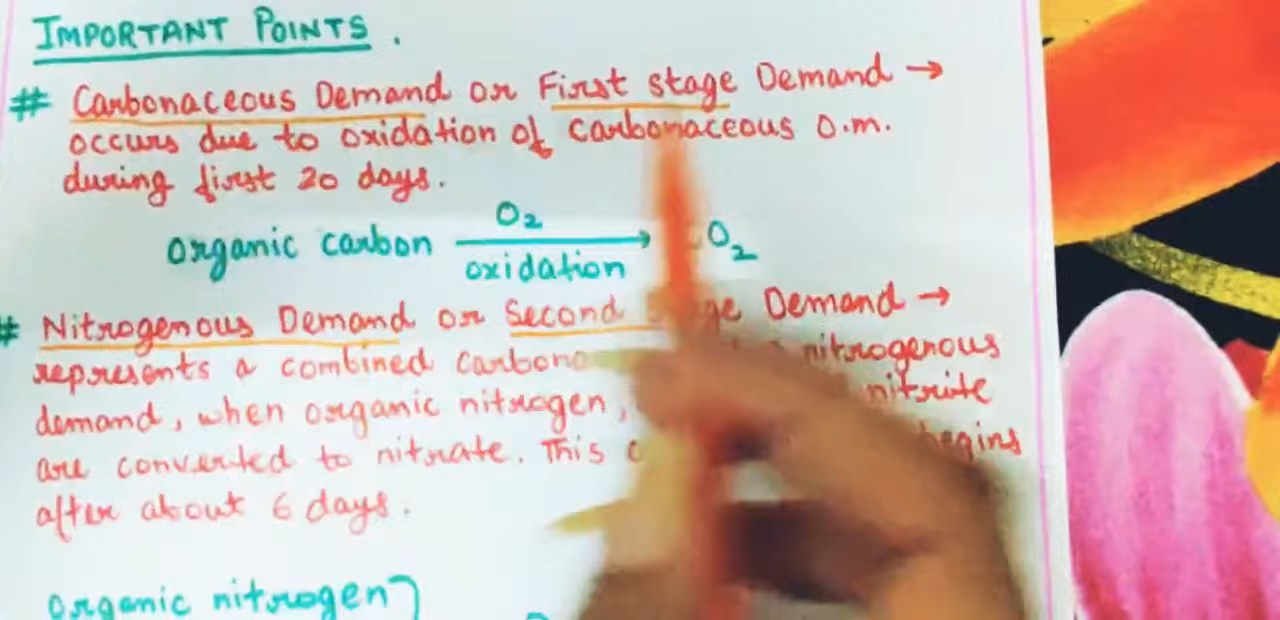 IMPORTANT POINTS.
# Carbonaceous Demand or First stage Demand →
occurs due to oxidation of carbonaceous o.m.
during first 20 days.
organic carbon O2 → O2
oxidation
# Nitrogenous Demand or Second Demand →
represents a combined nitrogenous
demand, when organic nitrogen, nitrite
are converted to nitrate. This begins
after about 6 days.
organic nitrogen